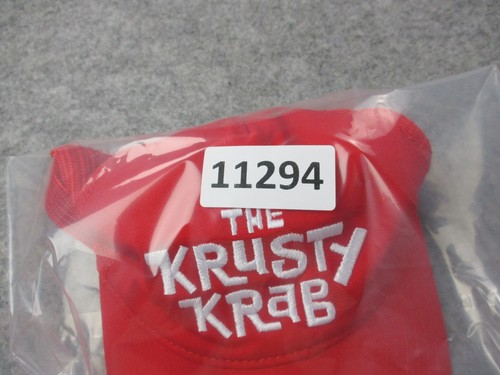 11294
THE
KRUSTY
KRAB